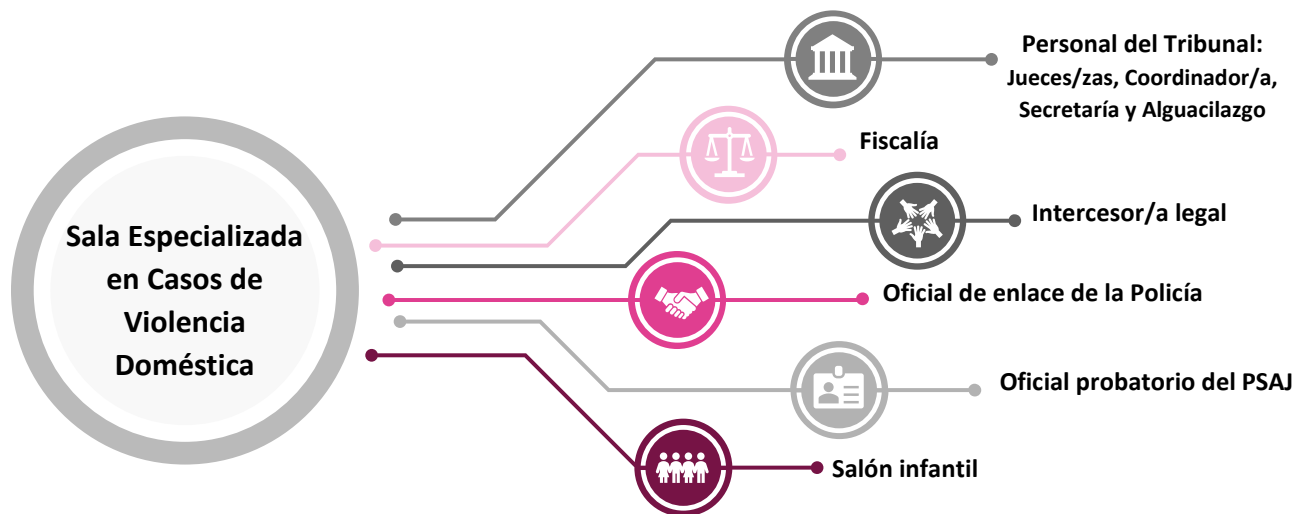 Sala Especializada
en Casos de
Violencia
Doméstica
Personal del Tribunal:
Jueces/zas, Coordinador/a,
Secretaría y Alguacilazgo
Fiscalía
Intercesor/a legal
Oficial de enlace de la Policía
Oficial probatorio del PSAJ
Salón infantil